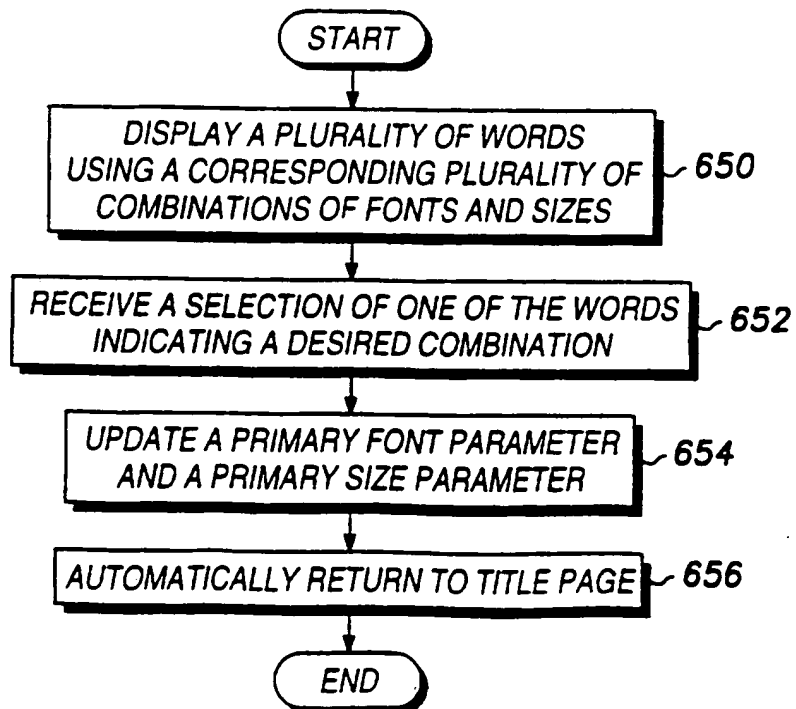 START
DISPLAY A PLURALITY OF WORDS
USING A CORRESPONDING PLURALITY OF
COMBINATIONS OF FONTS AND SIZES
650
RECEIVE A SELECTION OF ONE OF THE WORDS
INDICATING A DESIRED COMBINATION
652
UPDATE A PRIMARY FONT PARAMETER
AND A PRIMARY SIZE PARAMETER
654
AUTOMATICALLY RETURN TO TITLE PAGE
656
END